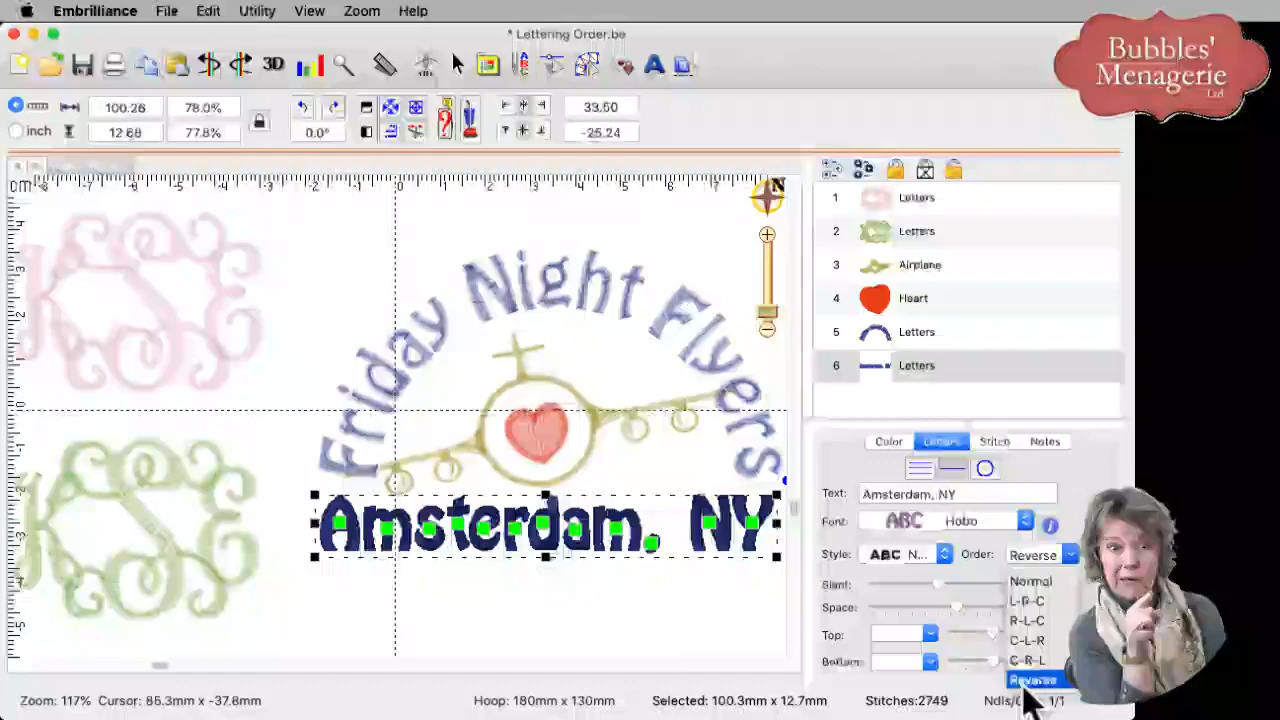 Embrilliance File Edit Utility View Zoom Help
* Lettering Order.be
Bubbles'
Menagerie
Ltd
3D
100.26 78.0% 33.50
inch 12.68 77.8% 0.0° -25.24
cm
N
1 Letters
2 Letters
3 Airplane
4 Heart
5 Letters
6 Letters
Friday Night Flyers
Amsterdam, NY
Color Letters Stitch Notes
Text: Amsterdam, NY
Font: ABC Hobo
Style: ABC N... Order: Reverse
Slant:
Space:
Top:
Bottom:
Normal
L-R-C
R-L-C
C-L-R
C-R-L
Reverse
Zoom: 117% Cursor: 85.3mm x -37.8mm Hoop: 180mm x 130mm Selected: 100.3mm x 12.7mm Stitches:2749 1/1